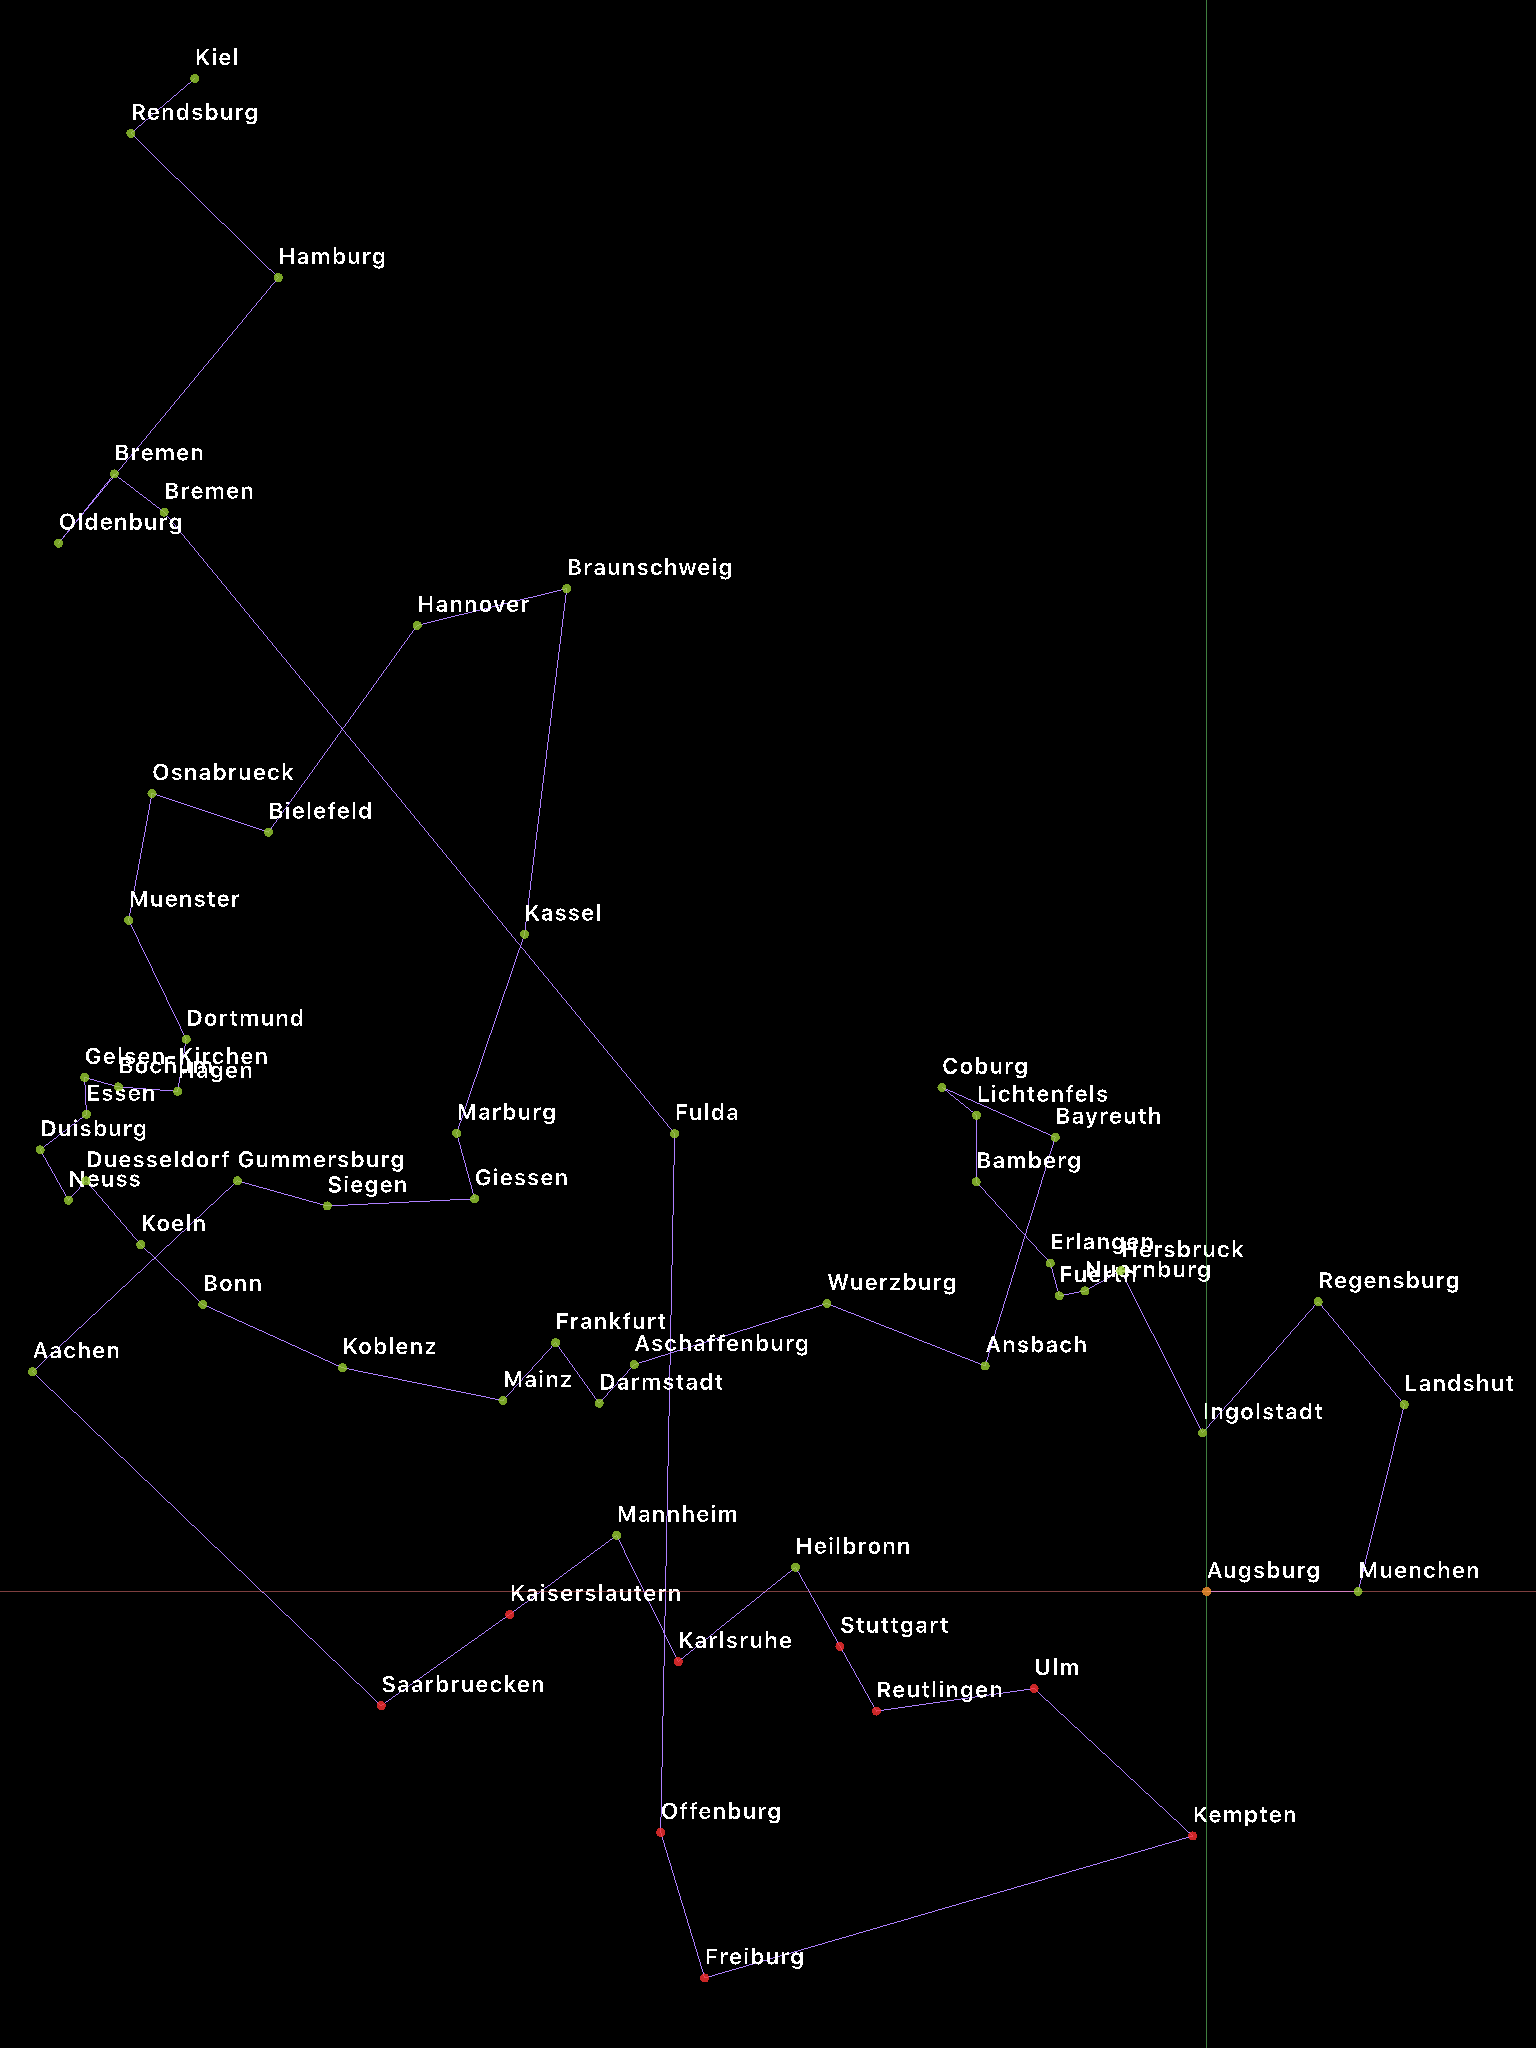 Kiel
Rendsburg
Hamburg
Bremen
Bremen
Oldenburg
Braunschweig
Hannover
Osnabrueck
Bielefeld
Muenster
Kassel
Dortmund
Gelsen-Kirchen
Bochum
Hagen
Essen
Coburg
Lichtenfels
Marburg
Fulda
Bayreuth
Duisburg
Duesseldorf
Gummersburg
Bamberg
Neuss
Siegen
Giessen
Koeln
Erlangen
Hersbruck
Fuerth
Nuernburg
Bonn
Wuerzburg
Regensburg
Frankfurt
Aschaffenburg
Ansbach
Aachen
Koblenz
Mainz
Darmstadt
Landshut
Ingolstadt
Mannheim
Heilbronn
Augsburg
Muenchen
Kaiserslautern
Stuttgart
Karlsruhe
Ulm
Saarbruecken
Reutlingen
Offenburg
Kempten
Freiburg